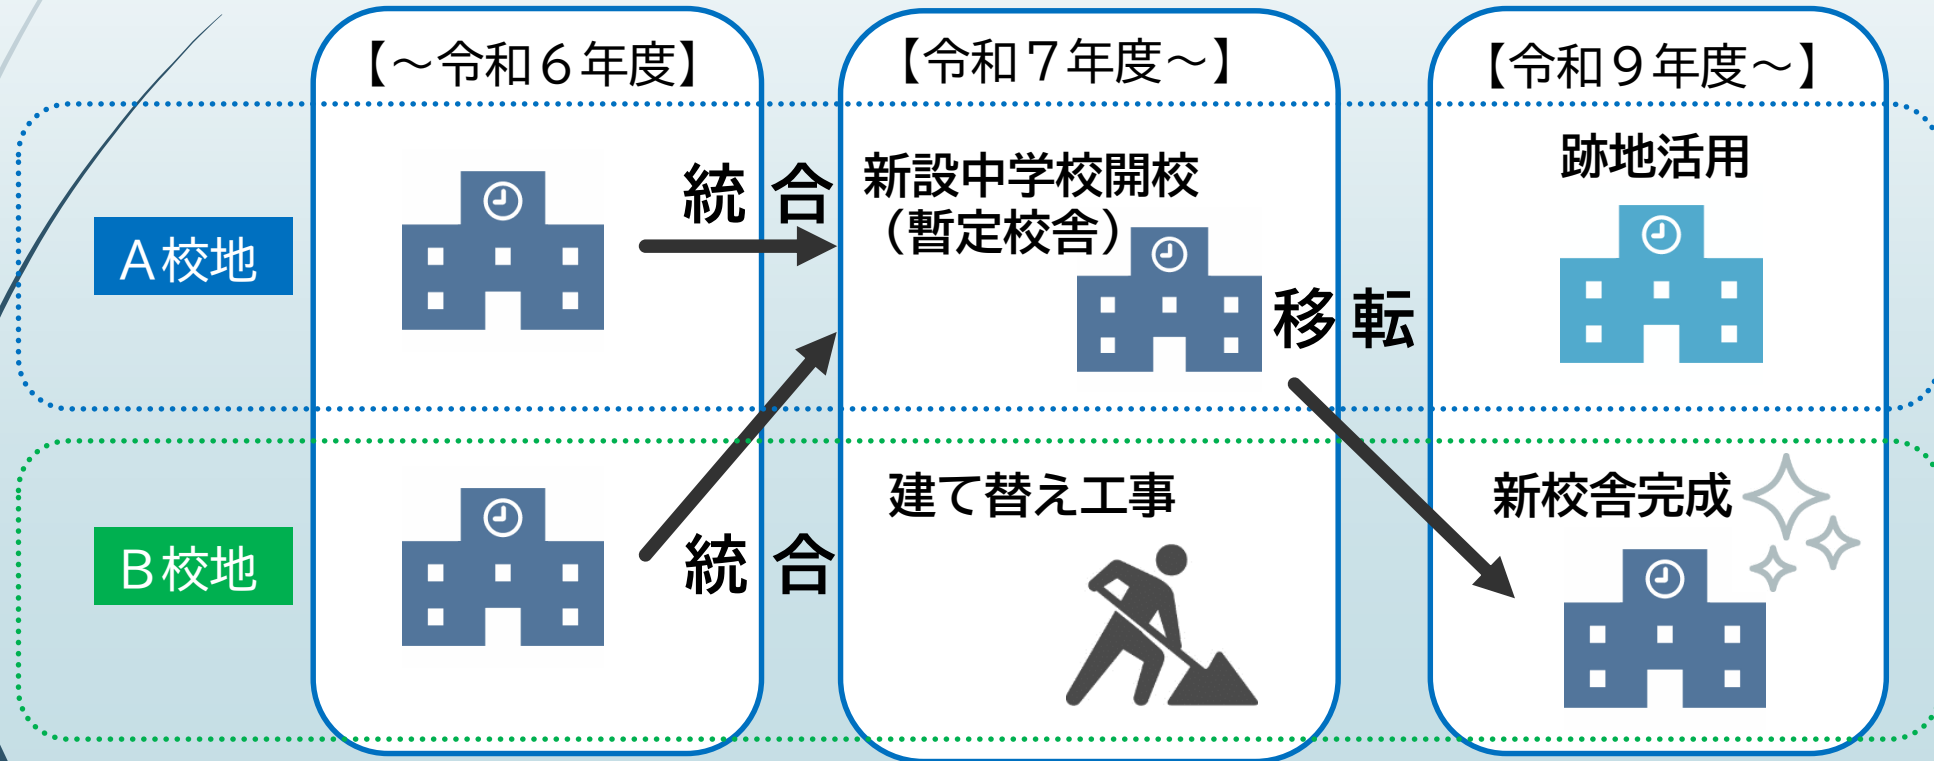 【～令和６年度】
【令和７年度～】
【令和９年度～】
A校地
統合
新設中学校開校
（暫定校舎）
移転
跡地活用
B校地
統合
建て替え工事
新校舎完成